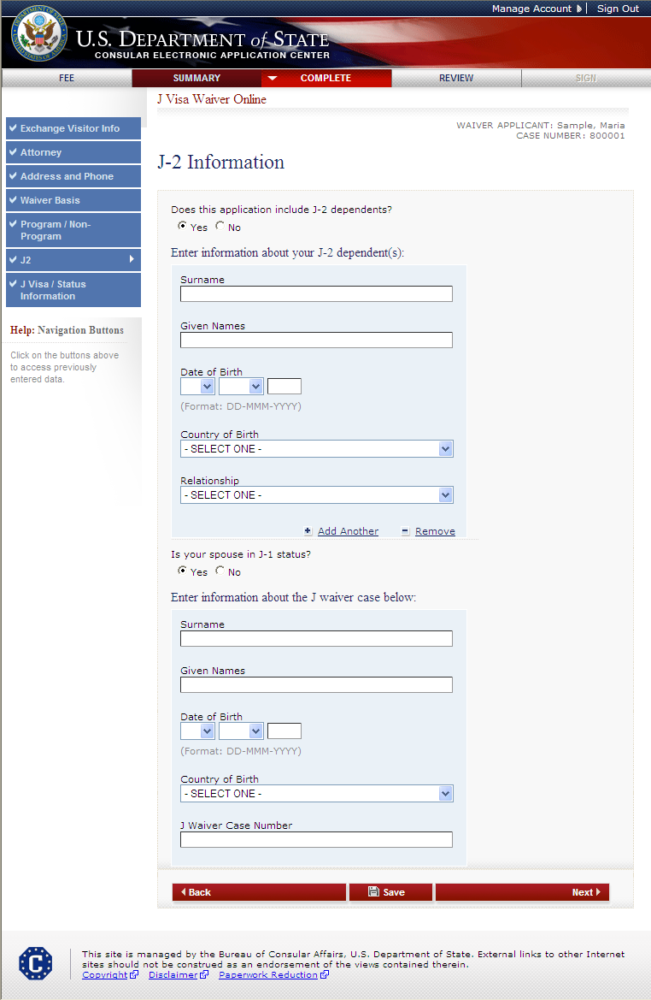 Manage Account
Sign Out
U.S. DEPARTMENT of STATE
CONSULAR ELECTRONIC APPLICATION CENTER
FEE
SUMMARY
COMPLETE
REVIEW
SIGN
J Visa Waiver Online
WAIVER APPLICANT: Sample, Maria
CASE NUMBER: 800001
Exchange Visitor Info
Attorney
Address and Phone
Waiver Basis
Program / Non-
Program
J2
J Visa / Status
Information
Help: Navigation Buttons
Click on the buttons above
to access previously
entered data.
J-2 Information
Does this application include J-2 dependents?
Yes No
Enter information about your J-2 dependent(s):
Surname
Given Names
Date of Birth
(Format: DD-MMM-YYYY)
Country of Birth
- SELECT ONE -
Relationship
- SELECT ONE -
Add Another Remove
Is your spouse in J-1 status?
Yes No
Enter information about the J waiver case below:
Surname
Given Names
Date of Birth
(Format: DD-MMM-YYYY)
Country of Birth
- SELECT ONE -
J Waiver Case Number
Back
Save
Next
C
This site is managed by the Bureau of Consular Affairs, U.S. Department of State. External links to other Internet
sites should not be construed as an endorsement of the views contained therein.
Copyright Disclaimer Paperwork Reduction